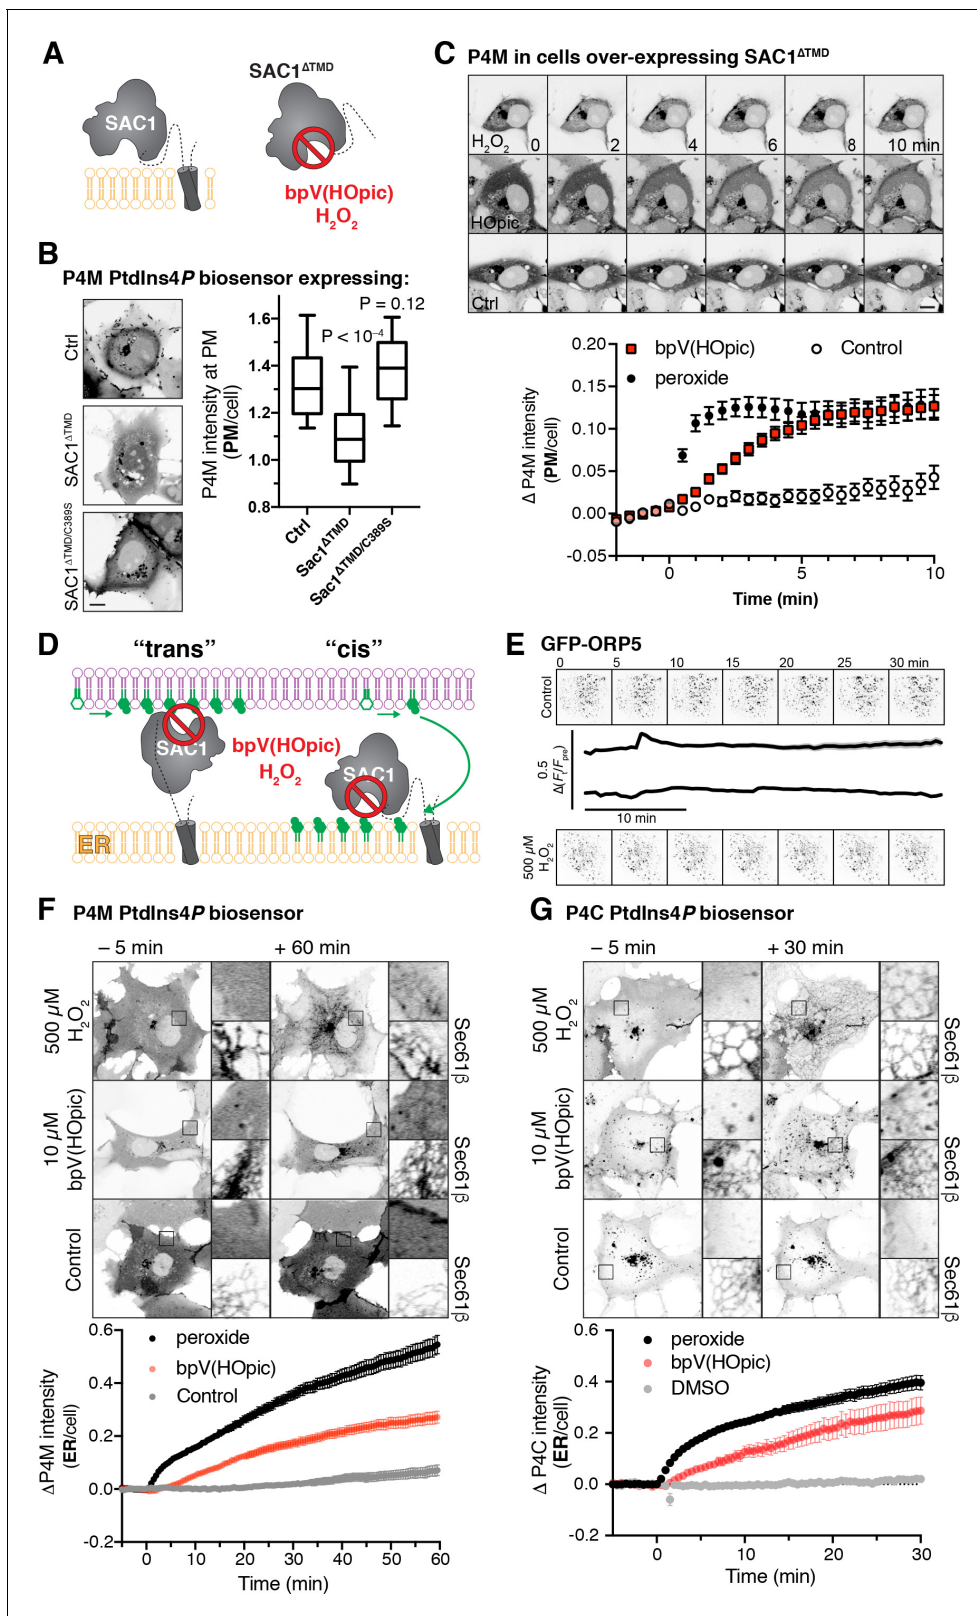 A
SAC1
SAC1ΔTMD
bpV(HOpic)
H2O2
B
P4M PtdIns4P biosensor expressing:
Ctrl
SAC1ΔTMD
SAC1ΔTMD/C389S
P4M intensity at PM
(PM/cell)
1.6
1.4
1.2
1.0
0.8
P = 0.12
P < 10–4
Ctrl
Sac1ΔTMD
Sac1ΔTMD/C389S
C
P4M in cells over-expressing SAC1ΔTMD
H2O2
0
2
4
6
8
10 min
HOpic
Ctrl
Δ P4M intensity
(PM/cell)
0.20
0.15
0.10
0.05
0.00
-0.05
bpV(HOpic)
Control
peroxide
0
5
10
Time (min)
D
"trans"
"cis"
SAC1
bpV(HOpic)
H2O2
SAC1
ER
E
GFP-ORP5
0
5
10
15
20
25
30 min
Control
0.5
Δ(Ft/Fpre)
10 min
500 µM
H2O2
F
P4M PtdIns4P biosensor
– 5 min
+ 60 min
500 µM
H2O2
Sec61β
10 µM
bpV(HOpic)
Sec61β
Control
Sec61β
ΔP4M intensity
(ER/cell)
0.6
0.4
0.2
0.0
-0.2
peroxide
bpV(HOpic)
Control
0
10
20
30
40
50
60
Time (min)
G
P4C PtdIns4P biosensor
– 5 min
+ 30 min
500 µM
H2O2
Sec61β
10 µM
bpV(HOpic)
Sec61β
Control
Sec61β
Δ P4C intensity
(ER/cell)
0.6
0.4
0.2
0.0
-0.2
peroxide
bpV(HOpic)
DMSO
0
10
20
30
Time (min)